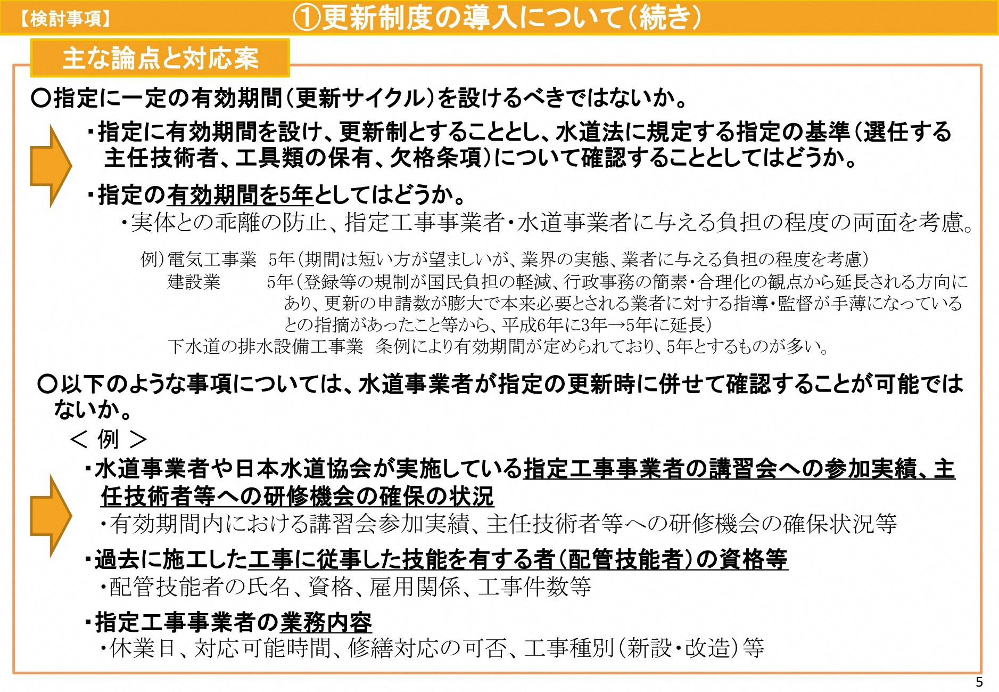 【検討事項】
①更新制度の導入について(続き)
主な論点と対応案
○指定に一定の有効期間(更新サイクル)を設けるべきではないか。
・指定に有効期間を設け、更新制とすることとし、水道法に規定する指定の基準(選任する
主任技術者、工具類の保有、欠格条項)について確認することとしてはどうか。
・指定の有効期間を5年としてはどうか。
・実体との乖離の防止、指定工事事業者・水道事業者に与える負担の程度の両面を考慮。
例)電気工事業 5年(期間は短い方が望ましいが、業界の実態、業者に与える負担の程度を考慮)
建設業 5年(登録等の規制が国民負担の軽減、行政事務の簡素・合理化の観点から延長される方向に
あり、更新の申請数が膨大で本来必要とされる業者に対する指導・監督が手薄になっている
との指摘があったこと等から、平成6年に3年→5年に延長)
下水道の排水設備工事業 条例により有効期間が定められており、5年とするものが多い。
○以下のような事項については、水道事業者が指定の更新時に併せて確認することが可能では
ないか。
＜ 例 ＞
・水道事業者や日本水道協会が実施している指定工事事業者の講習会への参加実績、主
任技術者等への研修機会の確保の状況
・有効期間内における講習会参加実績、主任技術者等への研修機会の確保状況等
・過去に施工した工事に従事した技能を有する者(配管技能者)の資格等
・配管技能者の氏名、資格、雇用関係、工事件数等
・指定工事事業者の業務内容
・休業日、対応可能時間、修繕対応の可否、工事種別(新設・改造)等
5